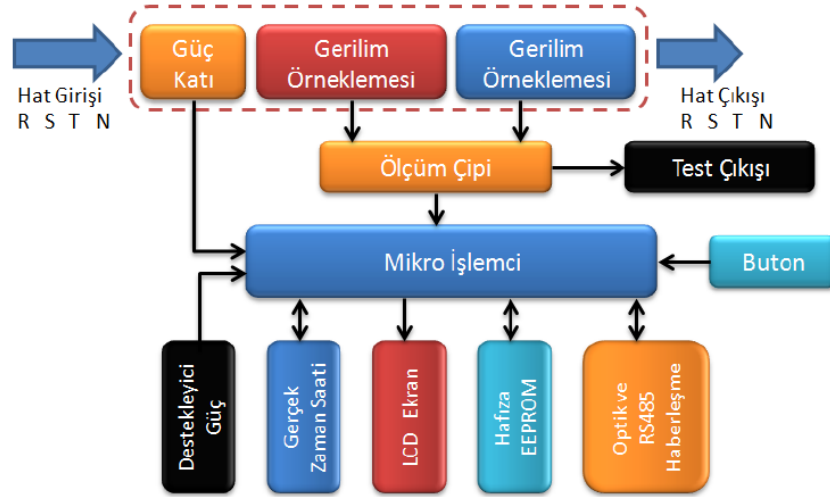 Güç
Katı
Gerilim
Örneklemesi
Gerilim
Örneklemesi
Hat Girişi
R S T N
Hat Çıkışı
R S T N
Ölçüm Çipi
Test Çıkışı
Mikro İşlemci
Buton
Destekleyici
Güç
Gerçek
Zaman Saati
LCD Ekran
Hafıza
EEPROM
Optik ve
RS485
Haberleşme